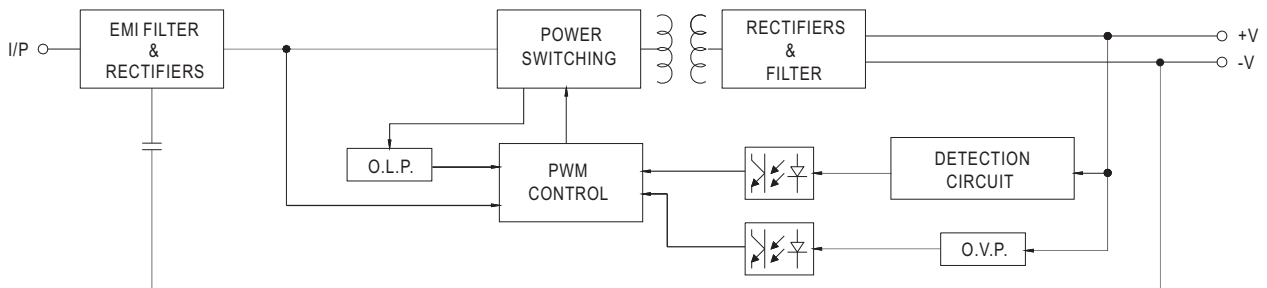 I/P
EMI FILTER
&
RECTIFIERS
POWER
SWITCHING
RECTIFIERS
&
FILTER
+V
-V
O.L.P.
PWM
CONTROL
DETECTION
CIRCUIT
O.V.P.